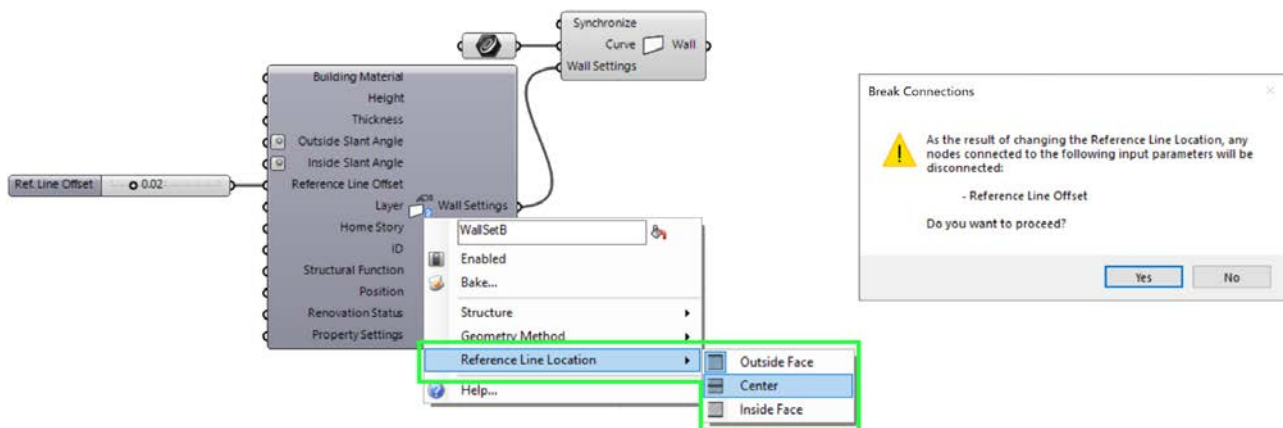 Synchronize
Curve Wall
Wall Settings
Building Material
Height
Thickness
Outside Slant Angle
Inside Slant Angle
Reference Line Offset
Ref. Line Offset 0.02
Layer Wall Settings
Home Story
ID
Structural Function
Position
Renovation Status
Property Settings
WallSetB
Enabled
Bake...
Structure
Geometry Method
Reference Line Location
Help...
Outside Face
Center
Inside Face
Break Connections
As the result of changing the Reference Line Location, any
nodes connected to the following input parameters will be
disconnected:
- Reference Line Offset
Do you want to proceed?
Yes No